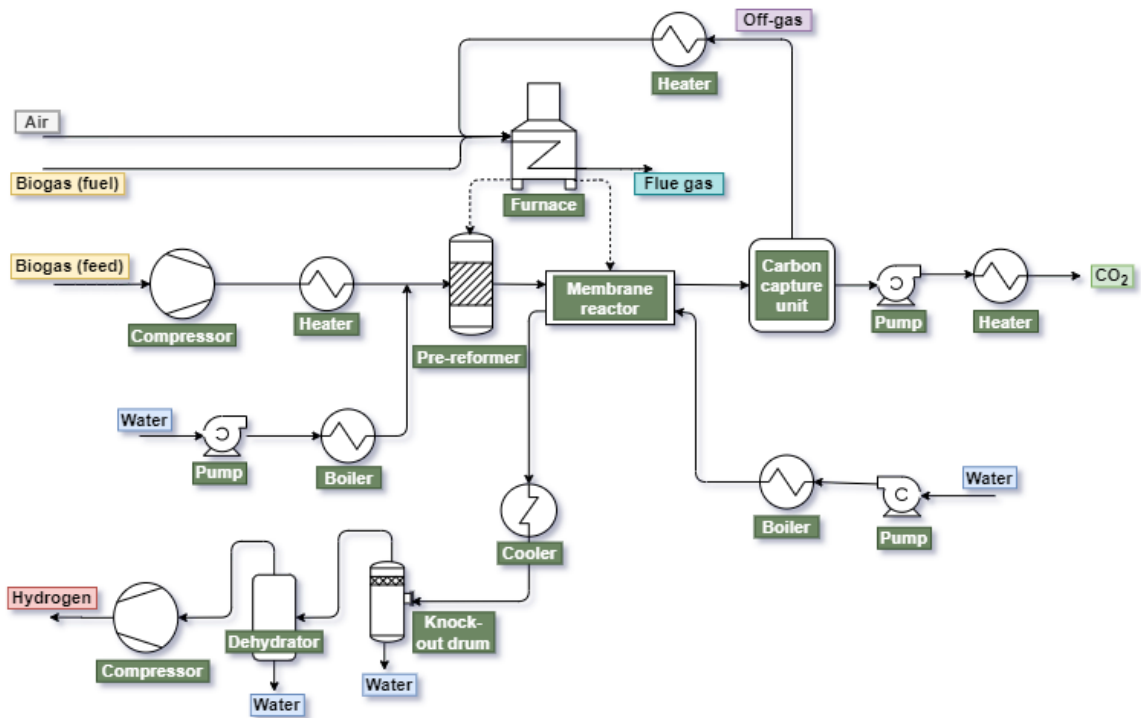 Off-gas
Heater
Air
Biogas (fuel)
Flue gas
Furnace
Biogas (feed)
Compressor
Heater
Pre-reformer
Membrane
reactor
Carbon
capture
unit
Pump
Heater
CO₂
Water
Pump
Boiler
Water
Boiler
Pump
Cooler
Hydrogen
Compressor
Dehydrator
Knock-
out drum
Water
Water
C
C
C